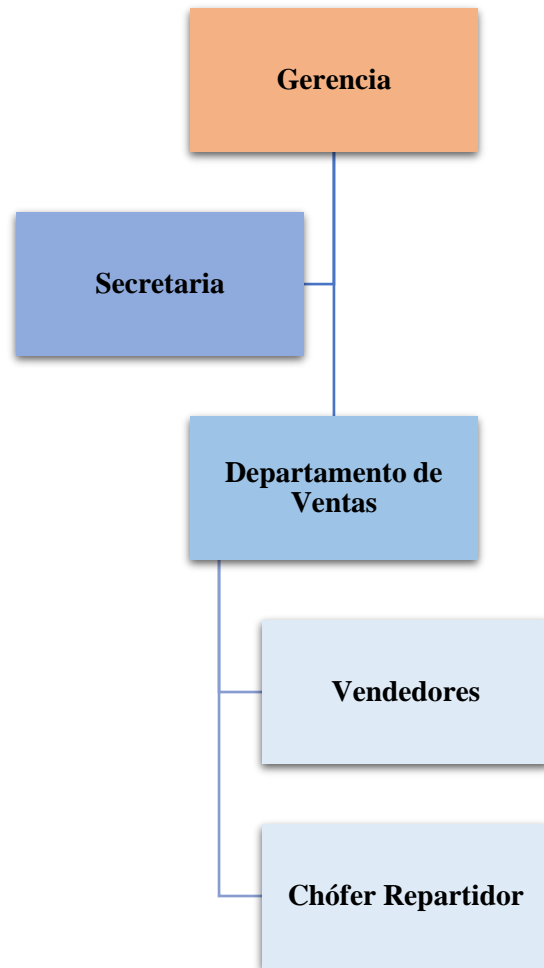 Gerencia
Secretaria
Departamento de
Ventas
Vendedores
Chófer Repartidor